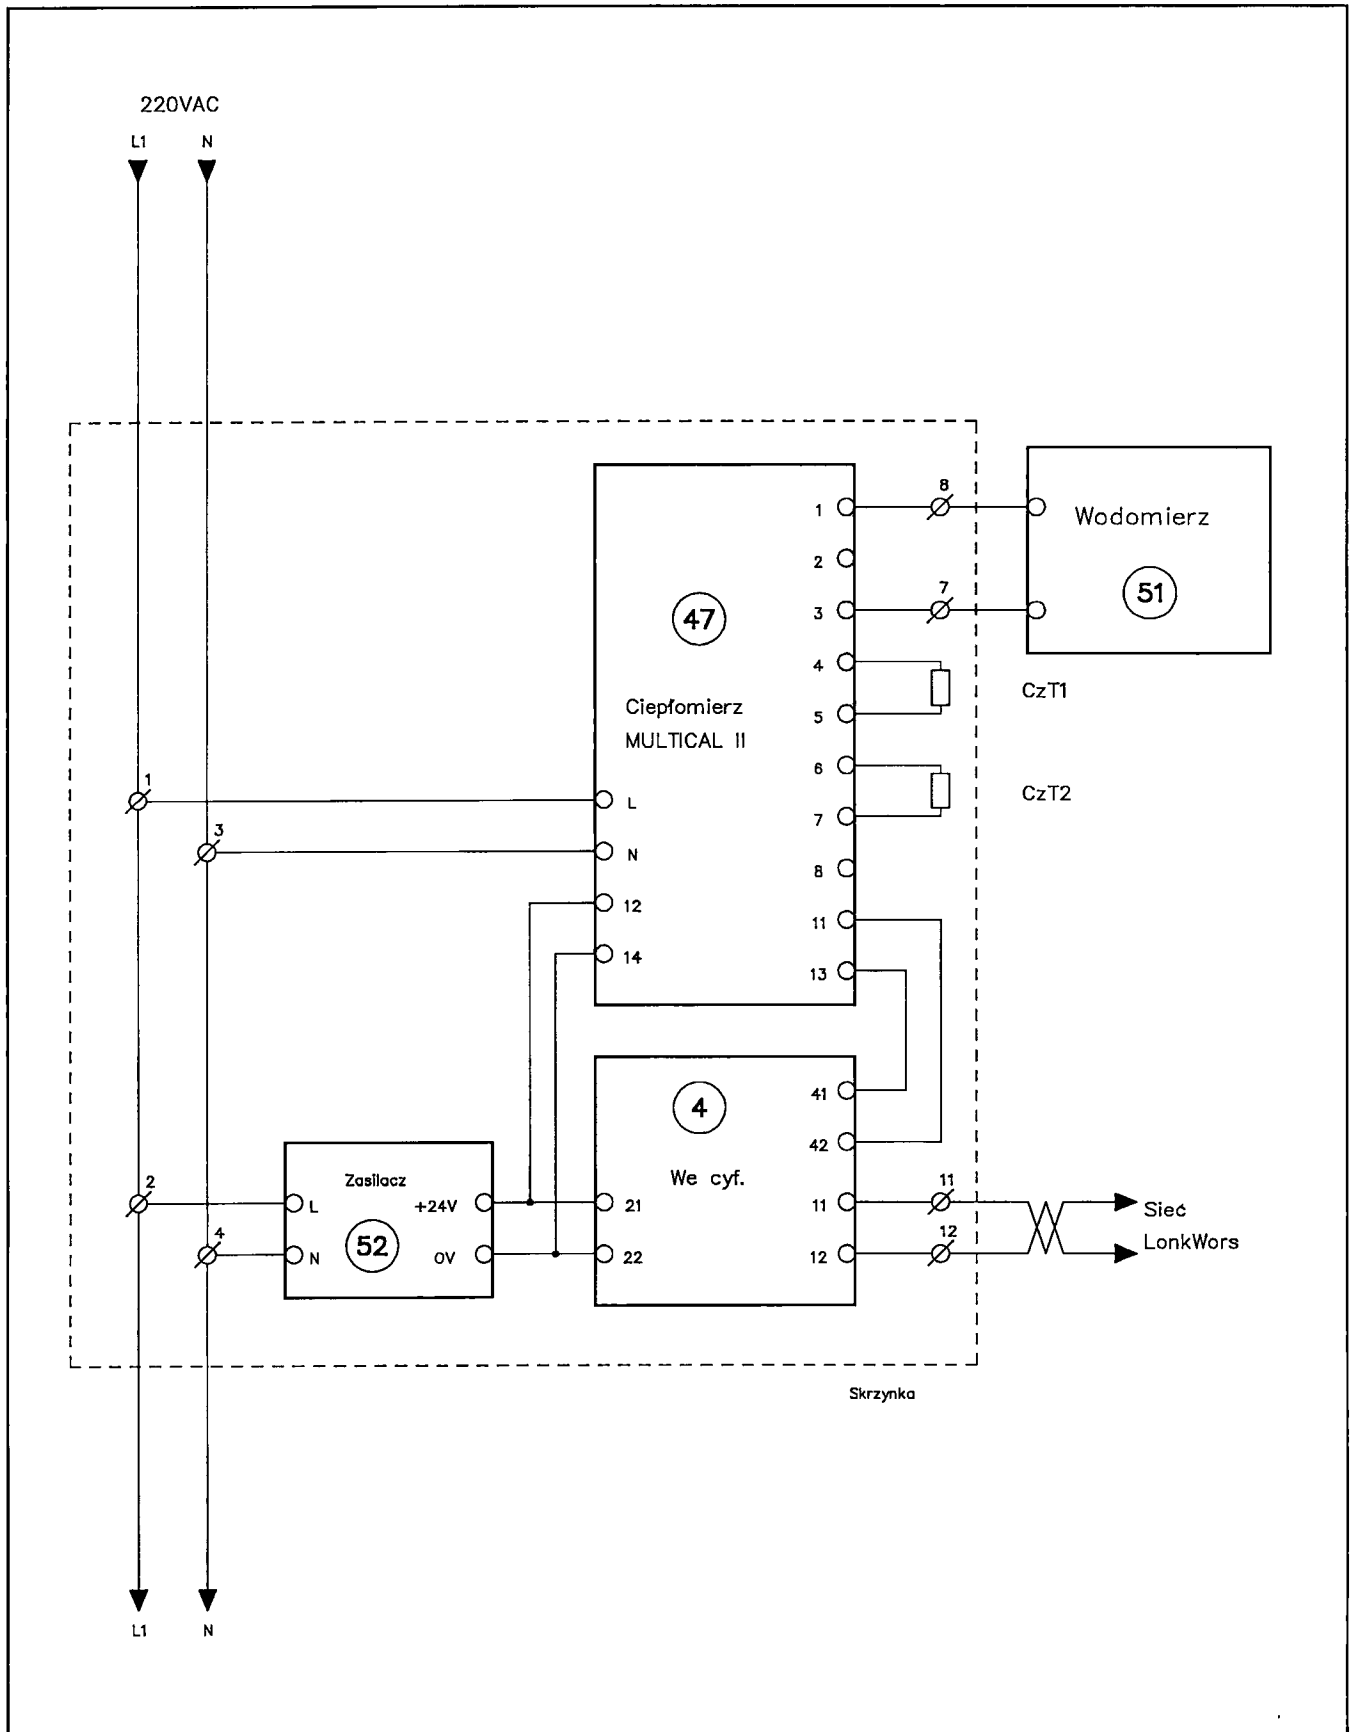 220VAC
L1 N
8
1
Wodomierz
2
51
7
3
47
4
CzT1
Ciepłomierz
5
MULTICAL II
6
CzT2
1
L
7
3
N
8
12
11
14
13
4
41
42
We cyf.
2
Zasilacz
L
+24V
21
11
11
Sieć
4
52
N
0V
22
12
12
LonkWors
Skrzynka
L1 N